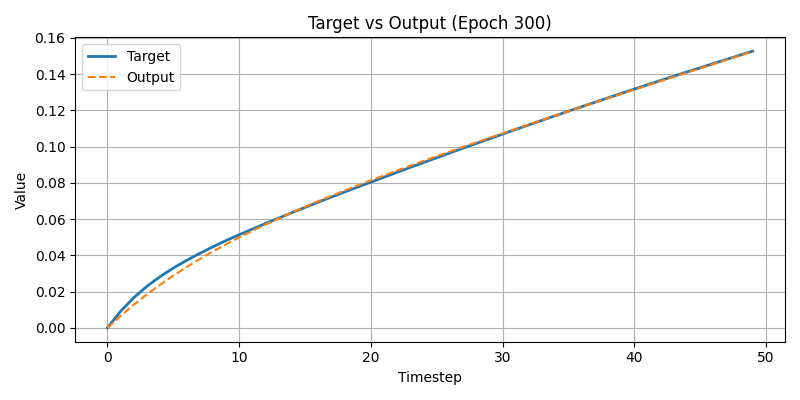 Target vs Output (Epoch 300)
0.16
0.14
0.12
0.10
0.08
0.06
0.04
0.02
0.00
Value
Target
Output
0 10 20 30 40 50
Timestep